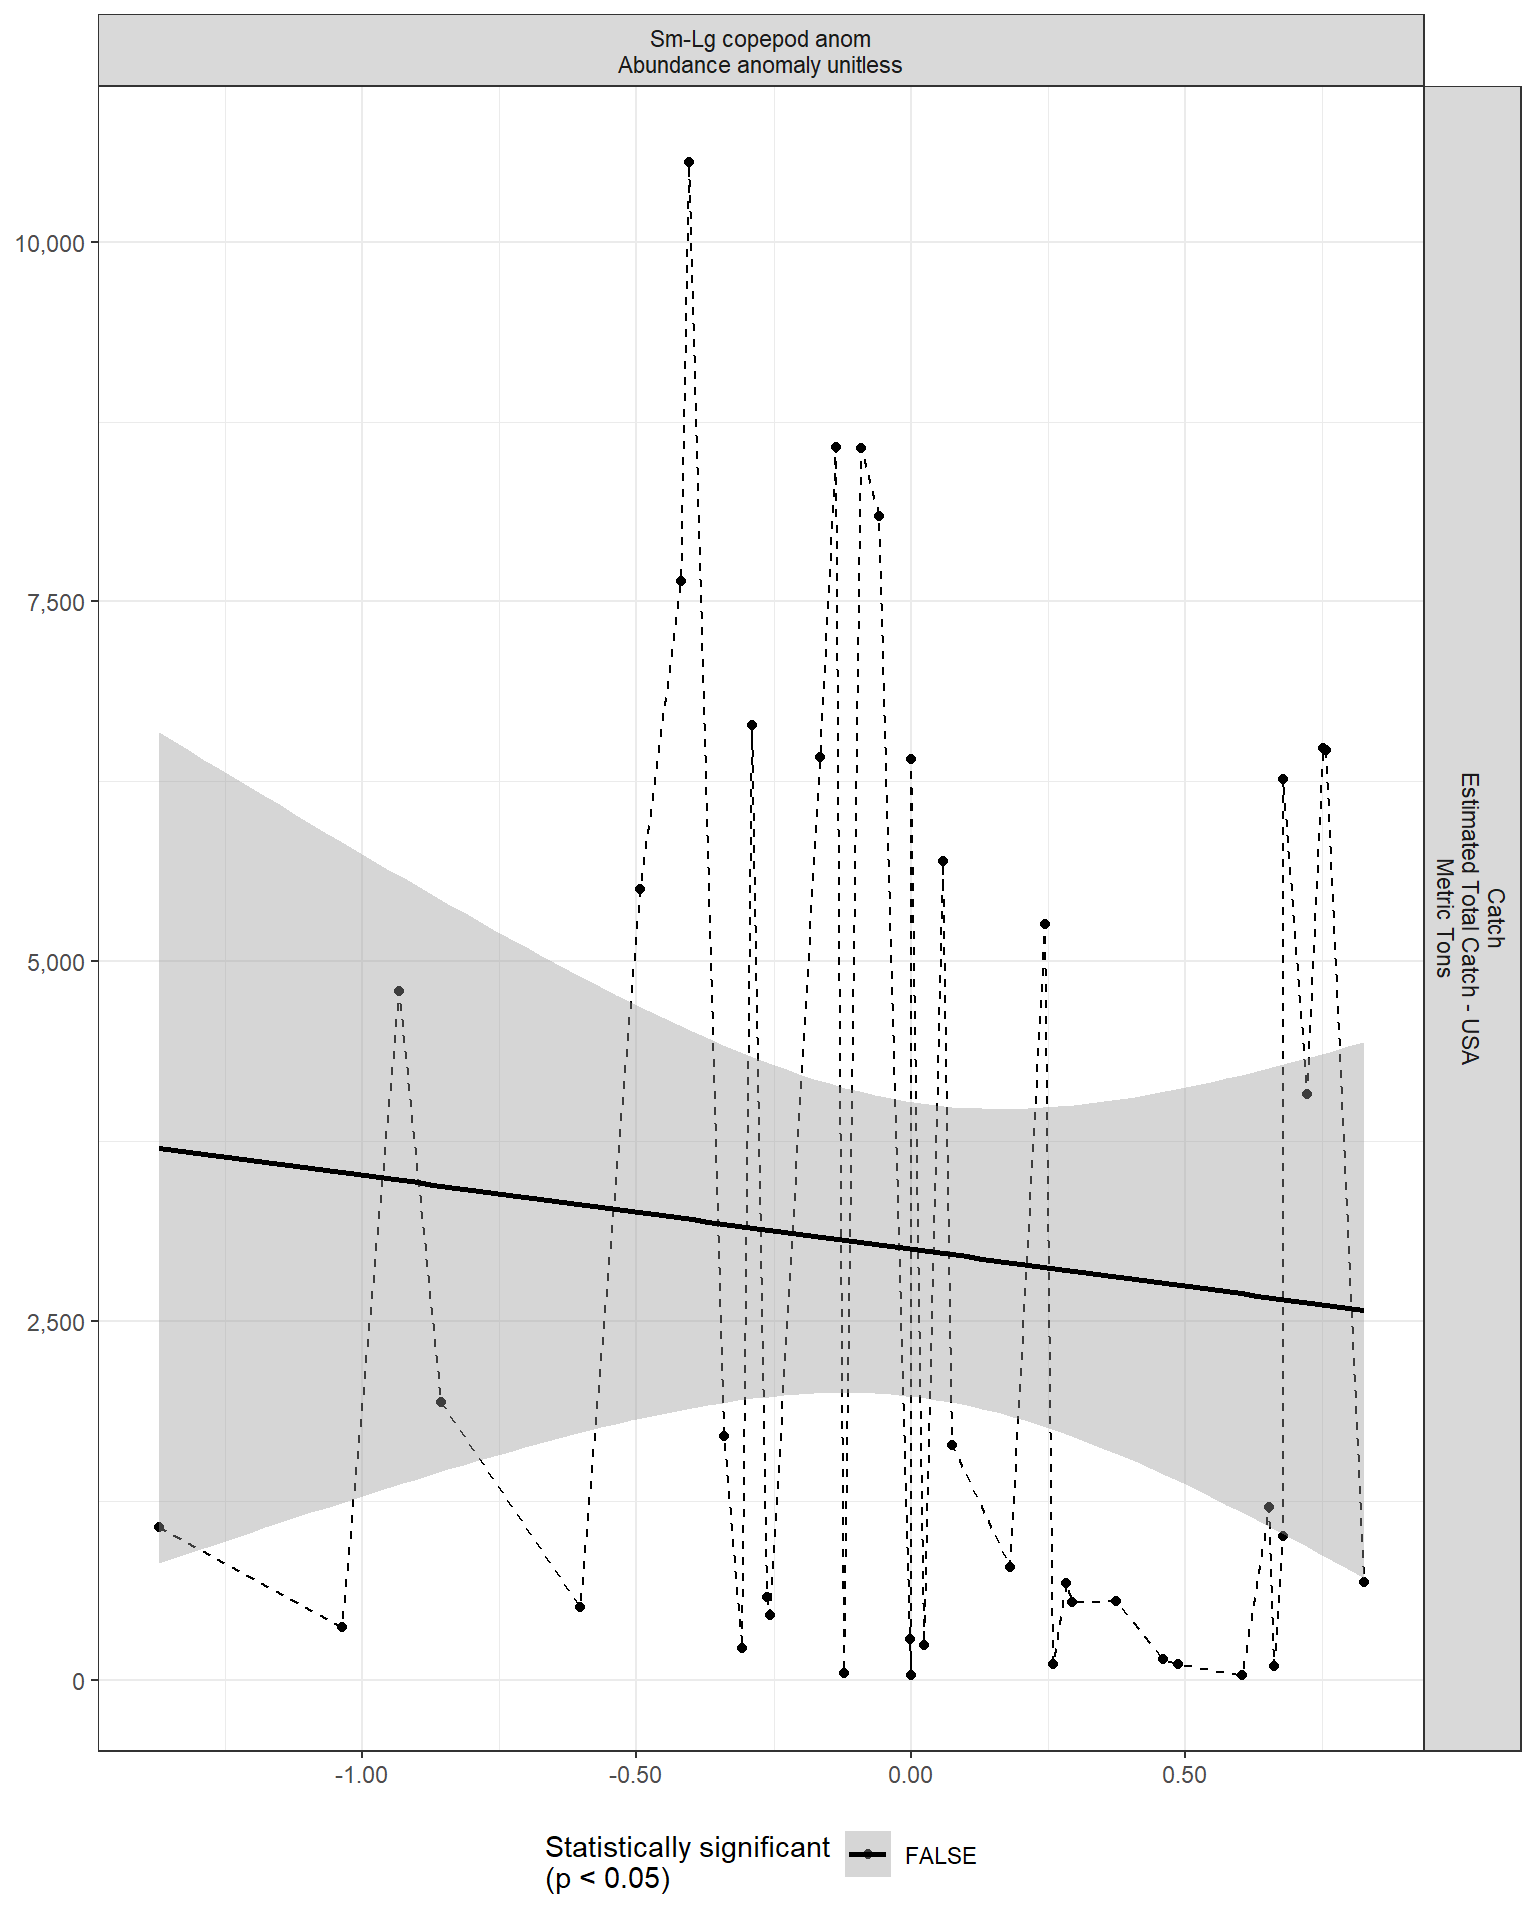 Sm-Lg copepod anom
Abundance anomaly unitless
10,000
7,500
5,000
2,500
0
Catch
Estimated Total Catch - USA
Metric Tons
-1.00
-0.50
0.00
0.50
Statistically significant
(p < 0.05)
FALSE